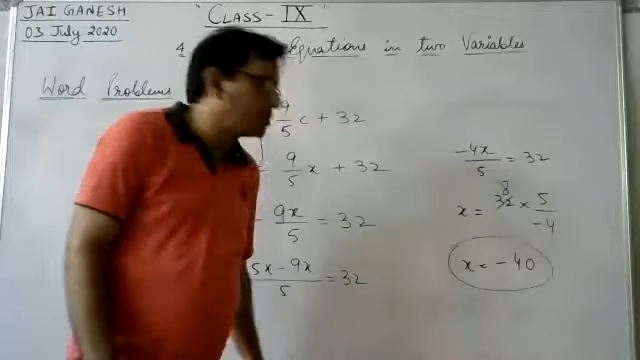 JAI GANESH
03 July 2020
"CLASS - IX"
4 Equations in two Variables
Word Problems
9/5 c + 32
= 9/5 x + 32
- 9x/5 = 32
5x - 9x/5 = 32
-4x/5 = 32
8
x = 32 × 5/-4
x = -40